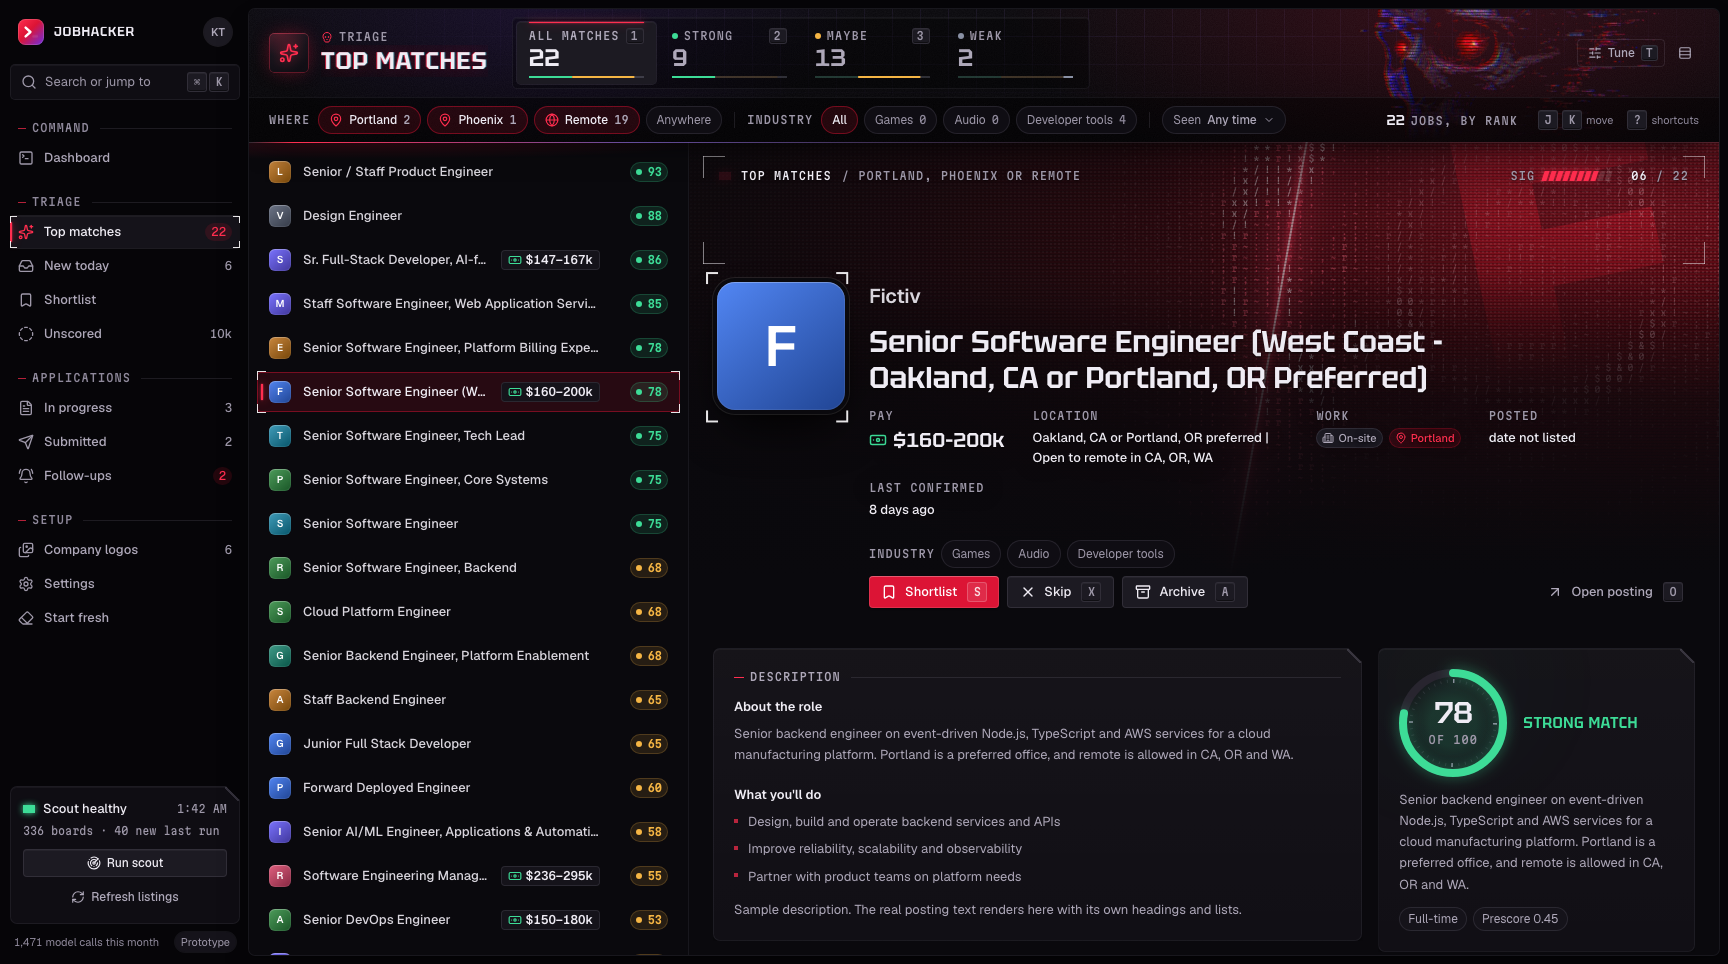 JOBHACKER
KT
Search or jump to
⌘ K
COMMAND
Dashboard
TRIAGE
Top matches 22
New today 6
Shortlist
Unscored 10k
APPLICATIONS
In progress 3
Submitted 2
Follow-ups 2
SETUP
Company logos 6
Settings
Start fresh
Scout healthy 1:42 AM
336 boards · 40 new last run
Run scout
Refresh listings
1,471 model calls this month Prototype
TRIAGE
TOP MATCHES
ALL MATCHES 1
22
STRONG 2
9
MAYBE 3
13
WEAK
2
Tune T
WHERE Portland 2 Phoenix 1 Remote 19 Anywhere INDUSTRY All Games 0 Audio 0 Developer tools 4 Seen Any time
22 JOBS, BY RANK J K move ? shortcuts
L Senior / Staff Product Engineer 93
V Design Engineer 88
S Sr. Full-Stack Developer, AI-f... $147–167k 86
M Staff Software Engineer, Web Application Servi... 85
E Senior Software Engineer, Platform Billing Expe... 78
F Senior Software Engineer (W... $160–200k 78
T Senior Software Engineer, Tech Lead 75
P Senior Software Engineer, Core Systems 75
S Senior Software Engineer 75
R Senior Software Engineer, Backend 68
S Cloud Platform Engineer 68
G Senior Backend Engineer, Platform Enablement 68
A Staff Backend Engineer 65
G Junior Full Stack Developer 65
P Forward Deployed Engineer 60
I Senior AI/ML Engineer, Applications & Automati... 58
R Software Engineering Manag... $236–295k 55
A Senior DevOps Engineer $150–180k 53
TOP MATCHES / PORTLAND, PHOENIX OR REMOTE
SIG 06 / 22
F
Fictiv
Senior Software Engineer (West Coast -
Oakland, CA or Portland, OR Preferred)
PAY
$160-200k
LOCATION
Oakland, CA or Portland, OR preferred |
Open to remote in CA, OR, WA
WORK
On-site Portland
POSTED
date not listed
LAST CONFIRMED
8 days ago
INDUSTRY Games Audio Developer tools
Shortlist S Skip X Archive A Open posting O
DESCRIPTION
About the role
Senior backend engineer on event-driven Node.js, TypeScript and AWS services for a cloud
manufacturing platform. Portland is a preferred office, and remote is allowed in CA, OR and WA.
What you'll do
Design, build and operate backend services and APIs
Improve reliability, scalability and observability
Partner with product teams on platform needs
Sample description. The real posting text renders here with its own headings and lists.
78
OF 100
STRONG MATCH
Senior backend engineer on event-driven
Node.js, TypeScript and AWS services for a
cloud manufacturing platform. Portland is a
preferred office, and remote is allowed in CA,
OR and WA.
Full-time Prescore 0.45